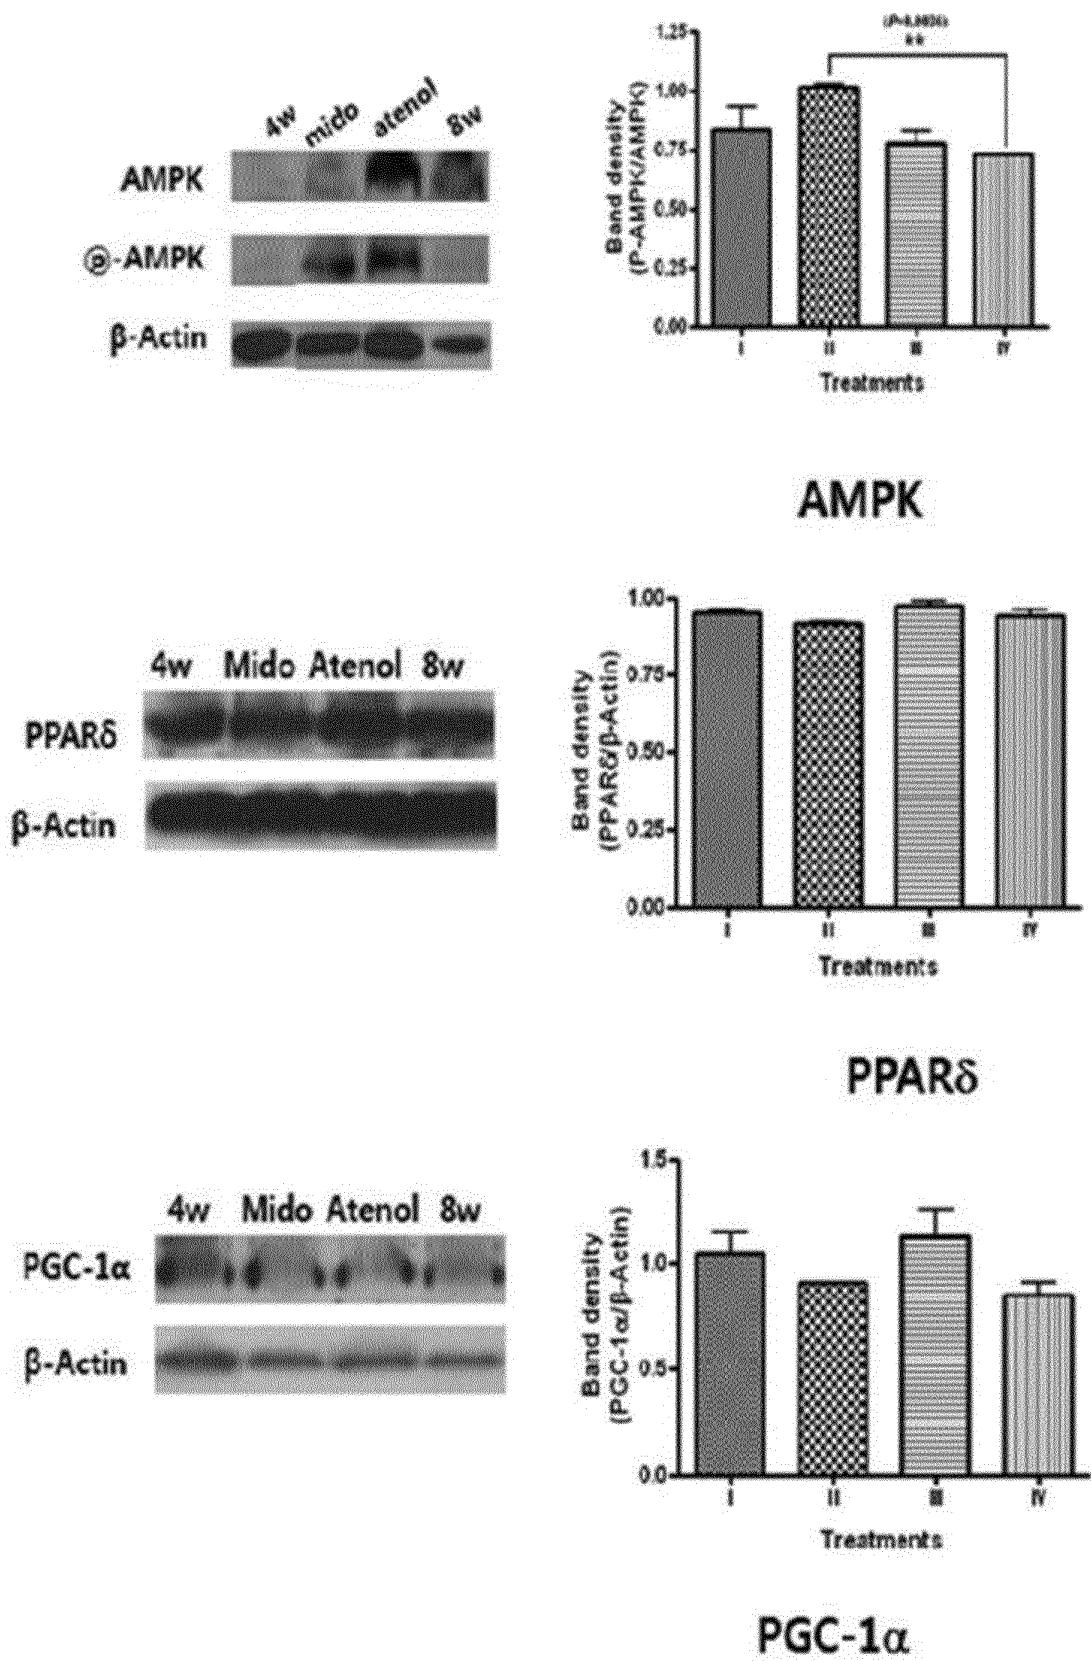 4w mido atenol 8w
AMPK
ⓟ-AMPK
β-Actin
**
1.25
1.00
0.75
0.50
0.25
0.00
Band density
(P-AMPK/AMPK)
I II III IV
Treatments
AMPK
4w Mido Atenol 8w
PPARδ
β-Actin
1.00
0.75
0.50
0.25
0.00
Band density
(PPARδ/β-Actin)
I II III IV
Treatments
PPARδ
4w Mido Atenol 8w
PGC-1α
β-Actin
1.5
1.0
0.5
0.0
Band density
(PGC-1α/β-Actin)
I II III IV
Treatments
PGC-1α